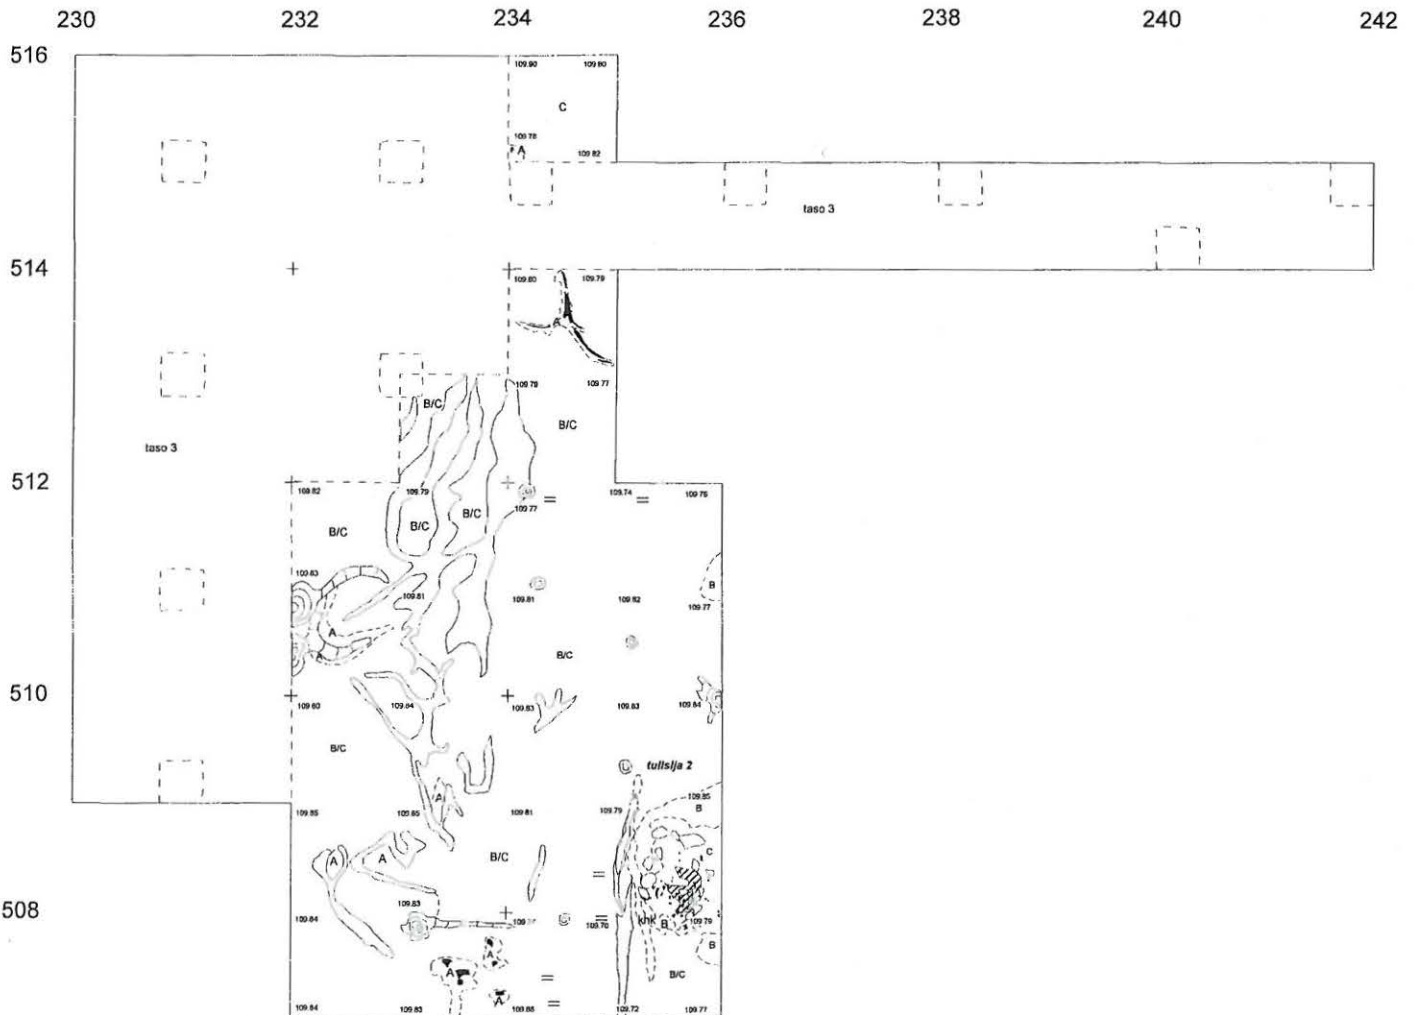 230 232 234 236 238 240 242
516
109.90 109.80
C
109.78
A
109.82
taso 3
514
109.80 109.79
A
109.79 109.77
B/C
B/C
taso 3
512
109.82 109.79 109.74 109.76
109.77 = =
B/C B/C B/C
109.83
B
109.81 109.81 109.82
109.77
A
A
B/C
510
109.80 109.84 109.83 109.83 109.84
B/C
tulisija 2
109.85
A
B
109.85 109.85 109.81 109.79
A A B/C C
=
109.83
508
109.84 = khk B 109.79
109.70
A B
A = B/C
A =
109.84 109.83 109.86 109.72 109.77